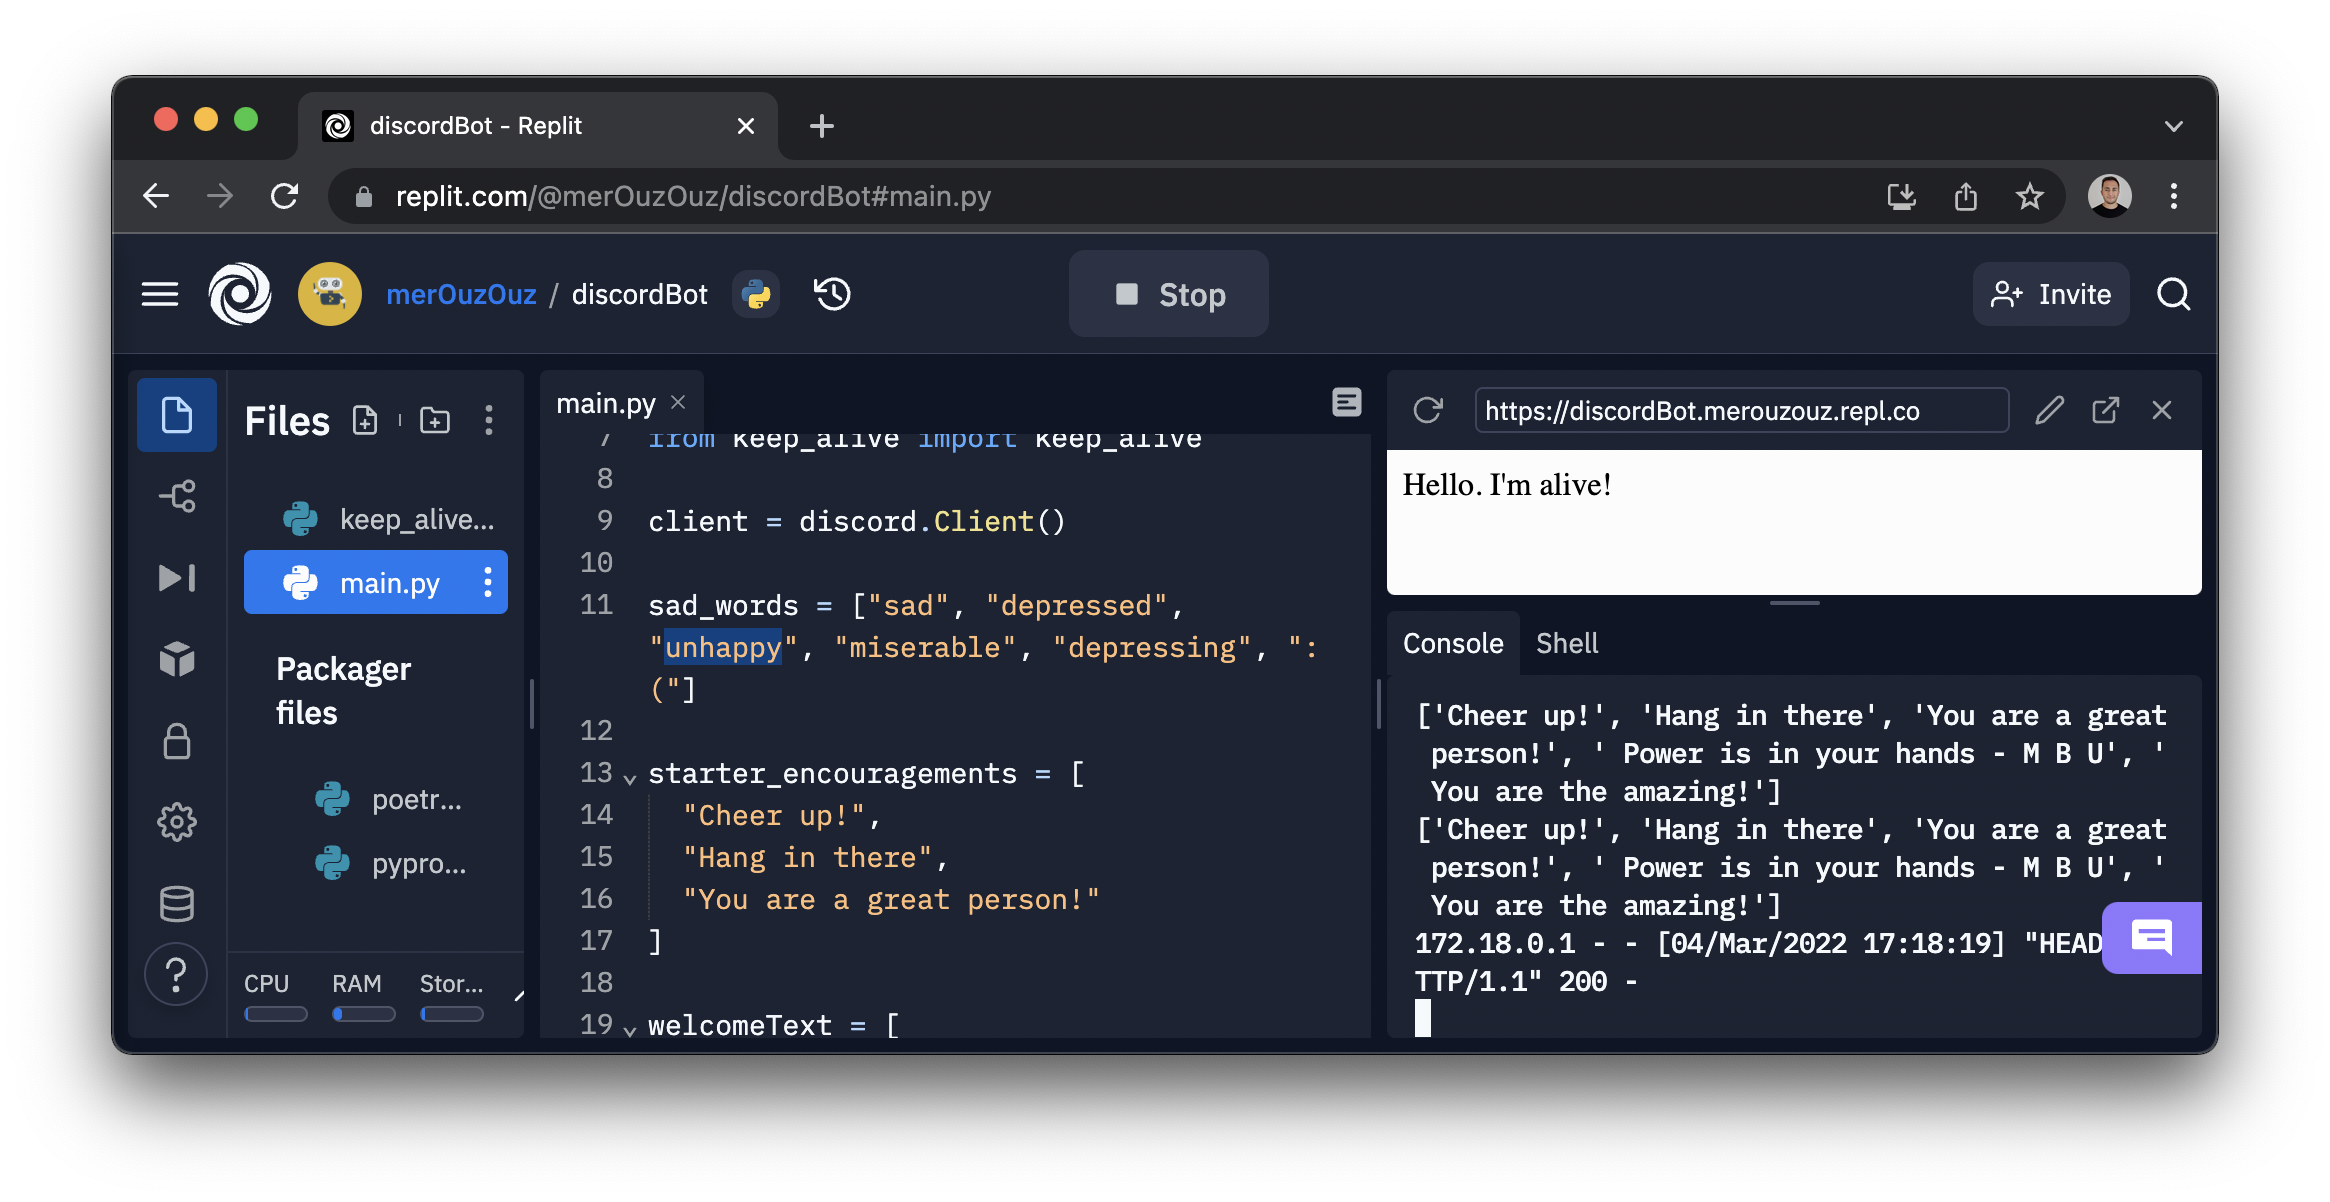 discordBot - Replit
replit.com/@merOuzOuz/discordBot#main.py
merOuzOuz / discordBot
Stop
Invite
Files
keep_alive...
main.py
Packager
files
poetr...
pypro...
CPU RAM Stor...
main.py
7 from keep_alive import keep_alive
8
9 client = discord.Client()
10
11 sad_words = ["sad", "depressed",
"unhappy", "miserable", "depressing", ":
("]
12
13 starter_encouragements = [
14 "Cheer up!",
15 "Hang in there",
16 "You are a great person!"
17 ]
18
19 welcomeText = [
https://discordBot.merouzouz.repl.co
Hello. I'm alive!
Console Shell
['Cheer up!', 'Hang in there', 'You are a great
person!', ' Power is in your hands - M B U', '
You are the amazing!']
['Cheer up!', 'Hang in there', 'You are a great
person!', ' Power is in your hands - M B U', '
You are the amazing!']
172.18.0.1 - - [04/Mar/2022 17:18:19] "HEAD
TTP/1.1" 200 -